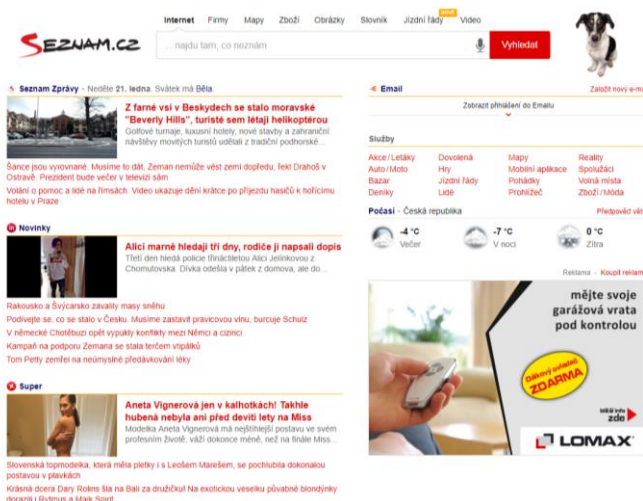 Internet Firmy Mapy Zboží Obrázky Slovník Jízdní řády Video
SEZNAM.CZ
...najdu tam, co neznám
Vyhledat
Seznam Zprávy - Neděle 21. ledna. Svátek má Běla
Z farné vsi v Beskydech se stalo moravské
"Beverly Hills", turisté sem létají helikoptérou
Golfové turnaje, luxusní hotely, nové stavby a zahraniční
návštěvy movitých turistů udělali z tradiční podhorské...
Šance jsou vyrovnané. Musíme to dát, Zeman nemůže vést zemi dopředu, řekl Drahoš v
Ostravě. Prezident bude večer v televizi sám
Volání o pomoc a lidé na římsách. Video ukazuje dění krátce po příjezdu hasičů k hořícímu
hotelu v Praze
Novinky
Alici marně hledají tři dny, rodiče jí napsali dopis
Třetí den hledá policie třináctiletou Alici Jelínkovou z
Chomutovska. Dívka odešla v pátek z domova, ale do...
Rakousko a Švýcarsko zavalily masy sněhu
Podívejte se, co se stalo v Česku. Musíme zastavit pravicovou vlnu, burcuje Schulz
V německé Chotěbuzi opět vypukly konflikty mezi Němci a cizinci
Kampaň na podporu Zemana se stala terčem vtipálků
Tom Petty zemřel na neúmyslné předávkování léky
Super
Aneta Vignerová jen v kalhotkách! Takhle
hubená nebyla ani před devíti lety na Miss
Modelka Aneta Vignerová má nejštíhlejší postavu ve svém
profesním životě, váží dokonce méně, než na finále Miss...
Slovenská topmodelka, která měla pletky i s Leošem Marešem, se pochlubila dokonalou
postavou v plavkách
Krásná dcera Dary Rolins šla na Bali za družičku! Na exotickou veselku půvabné blondýnky
dorazili i Rytmus a Majk Spirit
Email
Založit nový e-ma
Zobrazit přihlášení do Emailu
Služby
Akce/Letáky Dovolená Mapy Reality
Auto/Moto Hry Mobilní aplikace Spolužáci
Bazar Jízdní řády Pohádky Volná místa
Deníky Lidé Prohlížeč Zboží/Móda
Počasí - Česká republika
Předpověď vět
-4 °C
Večer
-7 °C
V noci
0 °C
Zítra
Reklama - Koupit reklam
mějte svoje
garážová vrata
pod kontrolou
Dálkový ovladač
ZDARMA
bližší info
zde
LOMAX